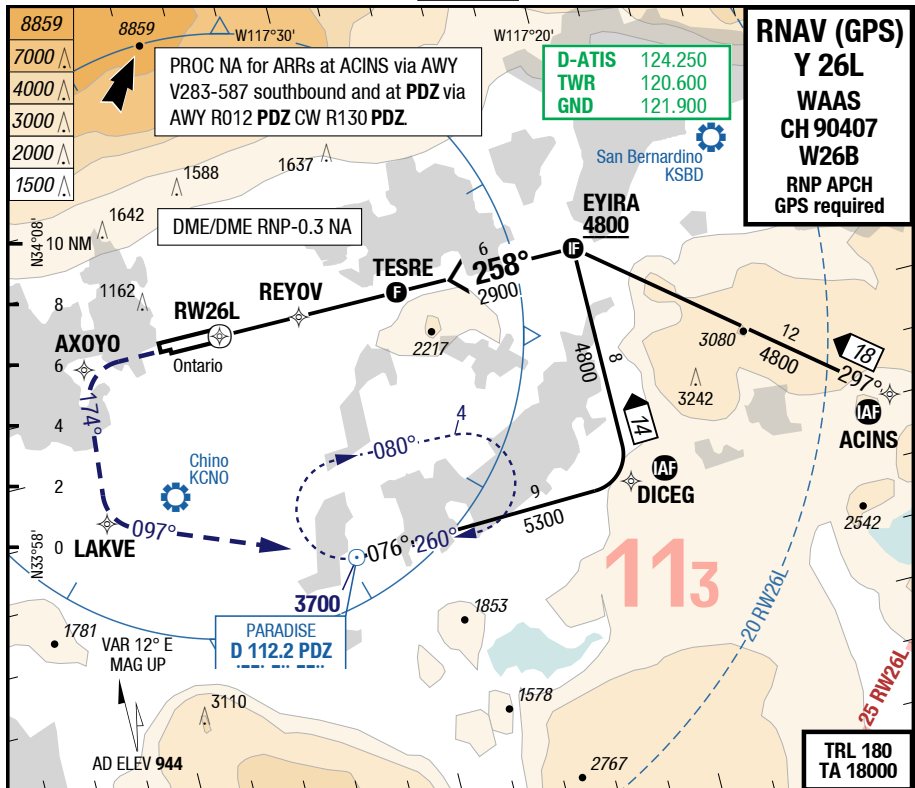 8859
7000
4000
3000
2000
1500
8859
W117°30'
W117°20'
PROC NA for ARRs at ACINS via AWY
V283-587 southbound and at PDZ via
AWY R012 PDZ CW R130 PDZ.
D-ATIS 124.250
TWR 120.600
GND 121.900
RNAV (GPS)
Y 26L
WAAS
CH 90407
W26B
RNP APCH
GPS required
San Bernardino
KSBD
1637
1588
1642
DME/DME RNP-0.3 NA
EYIRA
4800
N34°08'
10 NM
8
6
4
2
0
N33°58'
6
258°
2900
TESRE
REYOV
RW26L
1162
AXOYO
Ontario
2217
3080
12
4800
18
297°
IF
F
IAF
ACINS
4800
8
3242
14
174°
4
080°
Chino
KCNO
IAF
DICEG
9
5300
2542
LAKVE
097°
076°
260°
3700
113
PARADISE
D 112.2 PDZ
1853
20 RW26L
1781
VAR 12° E
MAG UP
3110
1578
25 RW26L
AD ELEV 944
2767
TRL 180
TA 18000